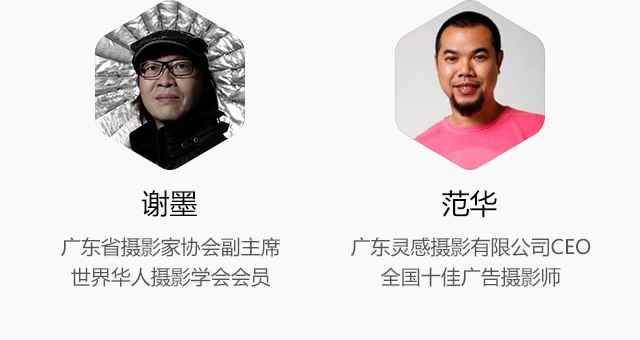 谢墨
广东省摄影家协会副主席
世界华人摄影学会会员
范华
广东灵感摄影有限公司CEO
全国十佳广告摄影师